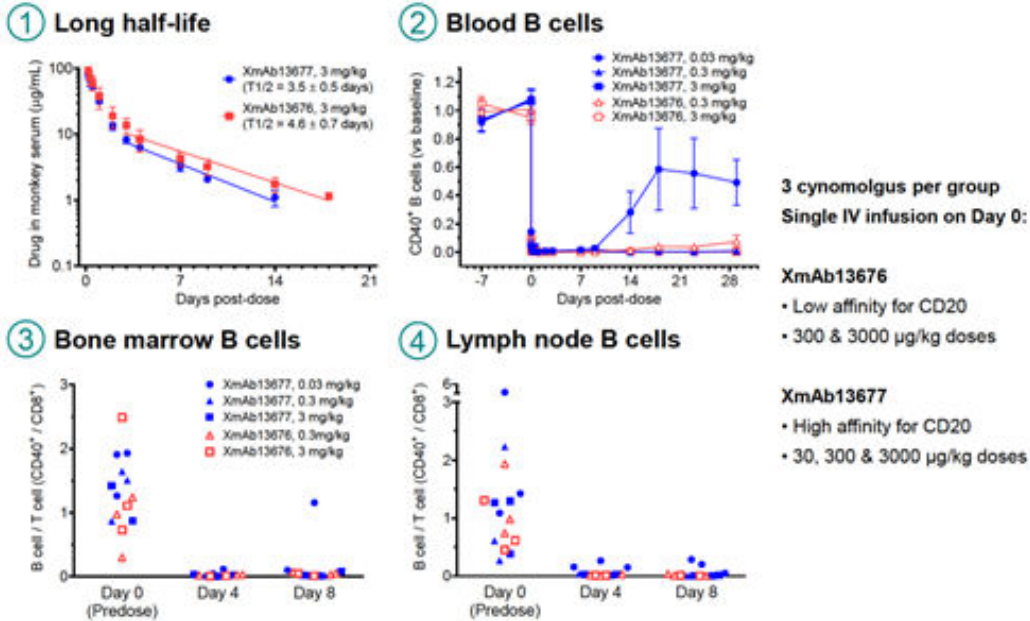 1 Long half-life
XmAb13677, 3 mg/kg
(T1/2 = 3.5 ± 0.5 days)
XmAb13676, 3 mg/kg
(T1/2 = 4.6 ± 0.7 days)
Drug in monkey serum (µg/mL)
100
10
1
0.1
0 7 14 21
Days post-dose
2 Blood B cells
XmAb13677, 0.03 mg/kg
XmAb13677, 0.3 mg/kg
XmAb13677, 3 mg/kg
XmAb13676, 0.3 mg/kg
XmAb13676, 3 mg/kg
CD40⁺ B cells (vs baseline)
1.2
1.0
0.8
0.6
0.4
0.2
0.0
-7 0 7 14 21 28
Days post-dose
3 cynomolgus per group
Single IV infusion on Day 0:
XmAb13676
• Low affinity for CD20
• 300 & 3000 µg/kg doses
XmAb13677
• High affinity for CD20
• 30, 300 & 3000 µg/kg doses
3 Bone marrow B cells
XmAb13677, 0.03 mg/kg
XmAb13677, 0.3 mg/kg
XmAb13677, 3 mg/kg
XmAb13676, 0.3mg/kg
XmAb13676, 3 mg/kg
B cell / T cell (CD40⁺ / CD8⁺)
3
2
1
0
Day 0 Day 4 Day 8
(Predose)
4 Lymph node B cells
B cell / T cell (CD40⁺ / CD8⁺)
6
3
2
1
0
Day 0 Day 4 Day 8
(Predose)